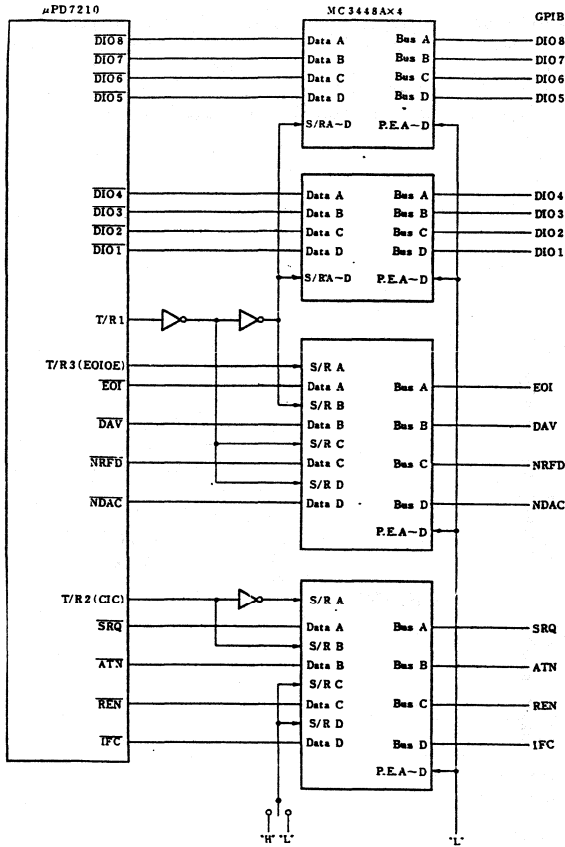 μPD7210 MC3448A×4 GPIB
DIO8 Data A Bus A DIO8
DIO7 Data B Bus B DIO7
DIO6 Data C Bus C DIO6
DIO5 Data D Bus D DIO5
S/RA~D P.E.A~D
DIO4 Data A Bus A DIO4
DIO3 Data B Bus B DIO3
DIO2 Data C Bus C DIO2
DIO1 Data D Bus D DIO1
S/RA~D P.E.A~D
T/R1
T/R3(EOIOE) S/R A
EOI Data A Bus A EOI
S/R B
DAV Data B Bus B DAV
S/R C
NRFD Data C Bus C NRFD
S/R D
NDAC Data D Bus D NDAC
P.E.A~D
T/R2(CIC) S/R A
SRQ Data A Bus A SRQ
S/R B
ATN Data B Bus B ATN
S/R C
REN Data C Bus C REN
S/R D
IFC Data D Bus D IFC
P.E.A~D
"H" "L" "L"